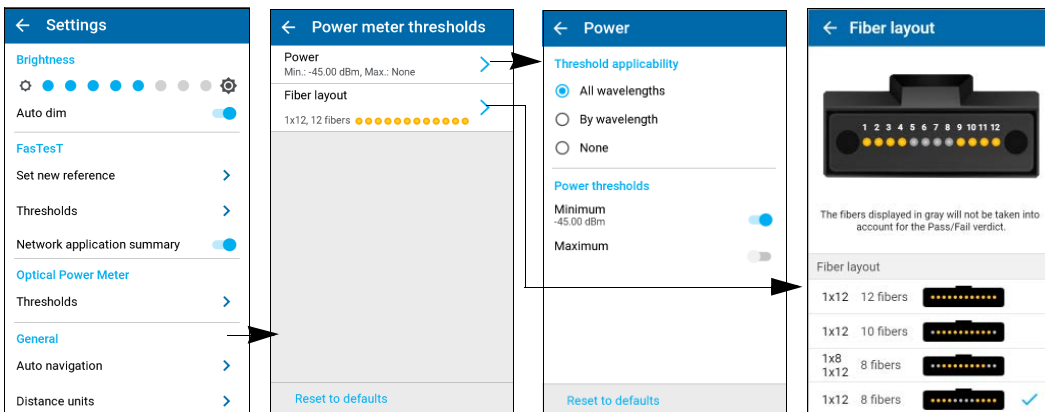 Settings
Brightness
Auto dim
FasTesT
Set new reference
Thresholds
Network application summary
Optical Power Meter
Thresholds
General
Auto navigation
Distance units
Power meter thresholds
Power
Min.: -45.00 dBm, Max.: None
Fiber layout
1x12, 12 fibers
Reset to defaults
Power
Threshold applicability
All wavelengths
By wavelength
None
Power thresholds
Minimum
-45.00 dBm
Maximum
Reset to defaults
Fiber layout
1 2 3 4 5 6 7 8 9 10 11 12
The fibers displayed in gray will not be taken into
account for the Pass/Fail verdict.
Fiber layout
1x12 12 fibers
1x12 10 fibers
1x8
1x12 8 fibers
1x12 8 fibers